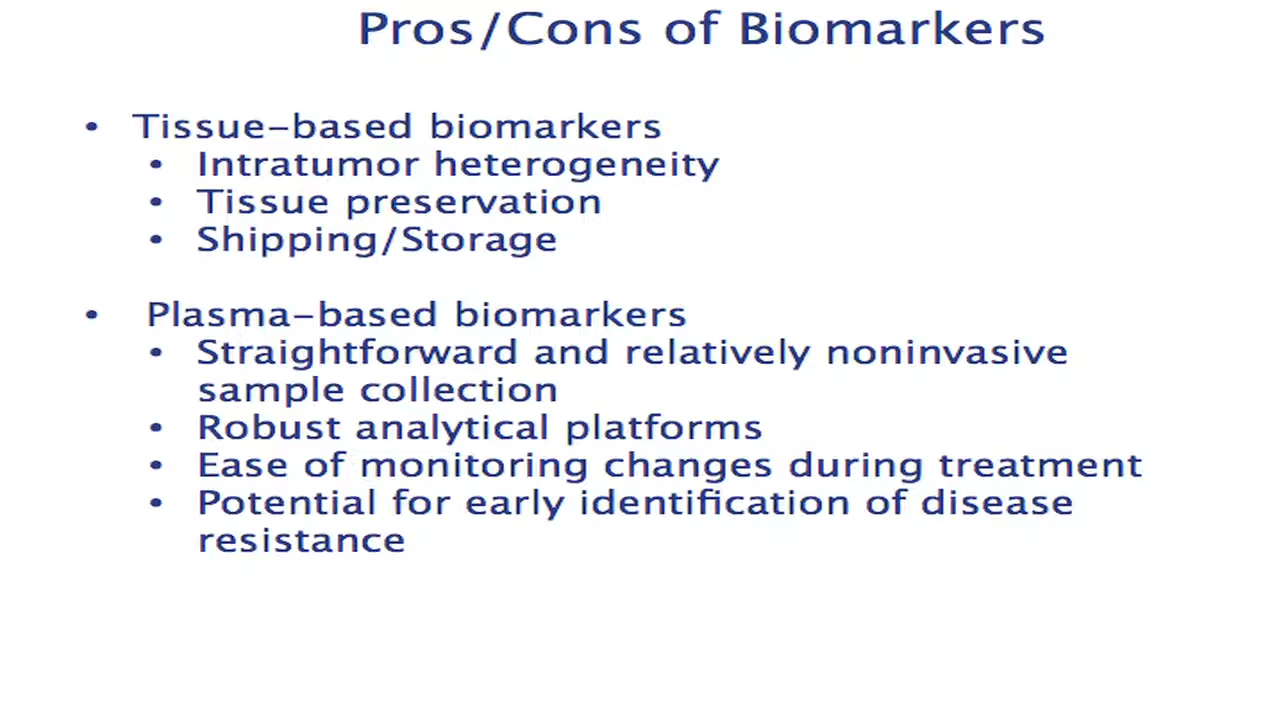 Pros/Cons of Biomarkers
• Tissue-based biomarkers
• Intratumor heterogeneity
• Tissue preservation
• Shipping/Storage
• Plasma-based biomarkers
• Straightforward and relatively noninvasive
sample collection
• Robust analytical platforms
• Ease of monitoring changes during treatment
• Potential for early identification of disease
resistance